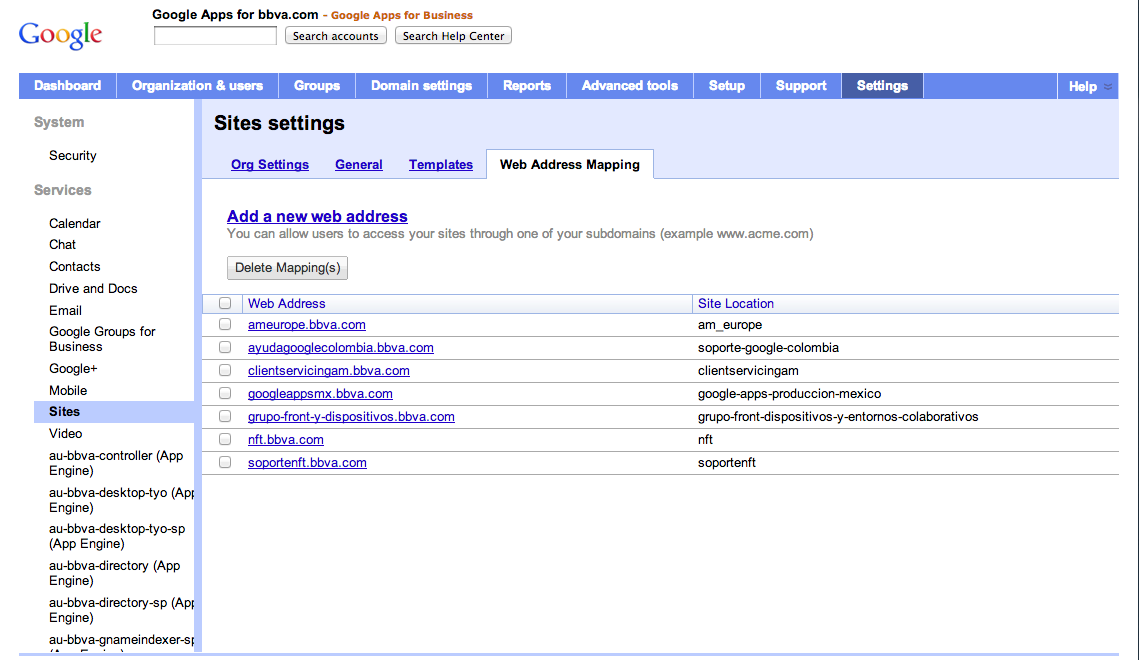 Google
Google Apps for bbva.com - Google Apps for Business
Search accounts Search Help Center
Dashboard Organization & users Groups Domain settings Reports Advanced tools Setup Support Settings Help
System
Security
Services
Calendar
Chat
Contacts
Drive and Docs
Email
Google Groups for
Business
Google+
Mobile
Sites
Video
au-bbva-controller (App
Engine)
au-bbva-desktop-tyo (App
Engine)
au-bbva-desktop-tyo-sp
(App Engine)
au-bbva-directory (App
Engine)
au-bbva-directory-sp (App
Engine)
au-bbva-gnameindexer-sp
(App Engine)
Sites settings
Org Settings General Templates Web Address Mapping
Add a new web address
You can allow users to access your sites through one of your subdomains (example www.acme.com)
Delete Mapping(s)
Web Address Site Location
ameurope.bbva.com am_europe
ayudagooglecolombia.bbva.com soporte-google-colombia
clientservicingam.bbva.com clientservicingam
googleappsmx.bbva.com google-apps-produccion-mexico
grupo-front-y-dispositivos.bbva.com grupo-front-dispositivos-y-entornos-colaborativos
nft.bbva.com nft
soportenft.bbva.com soportenft